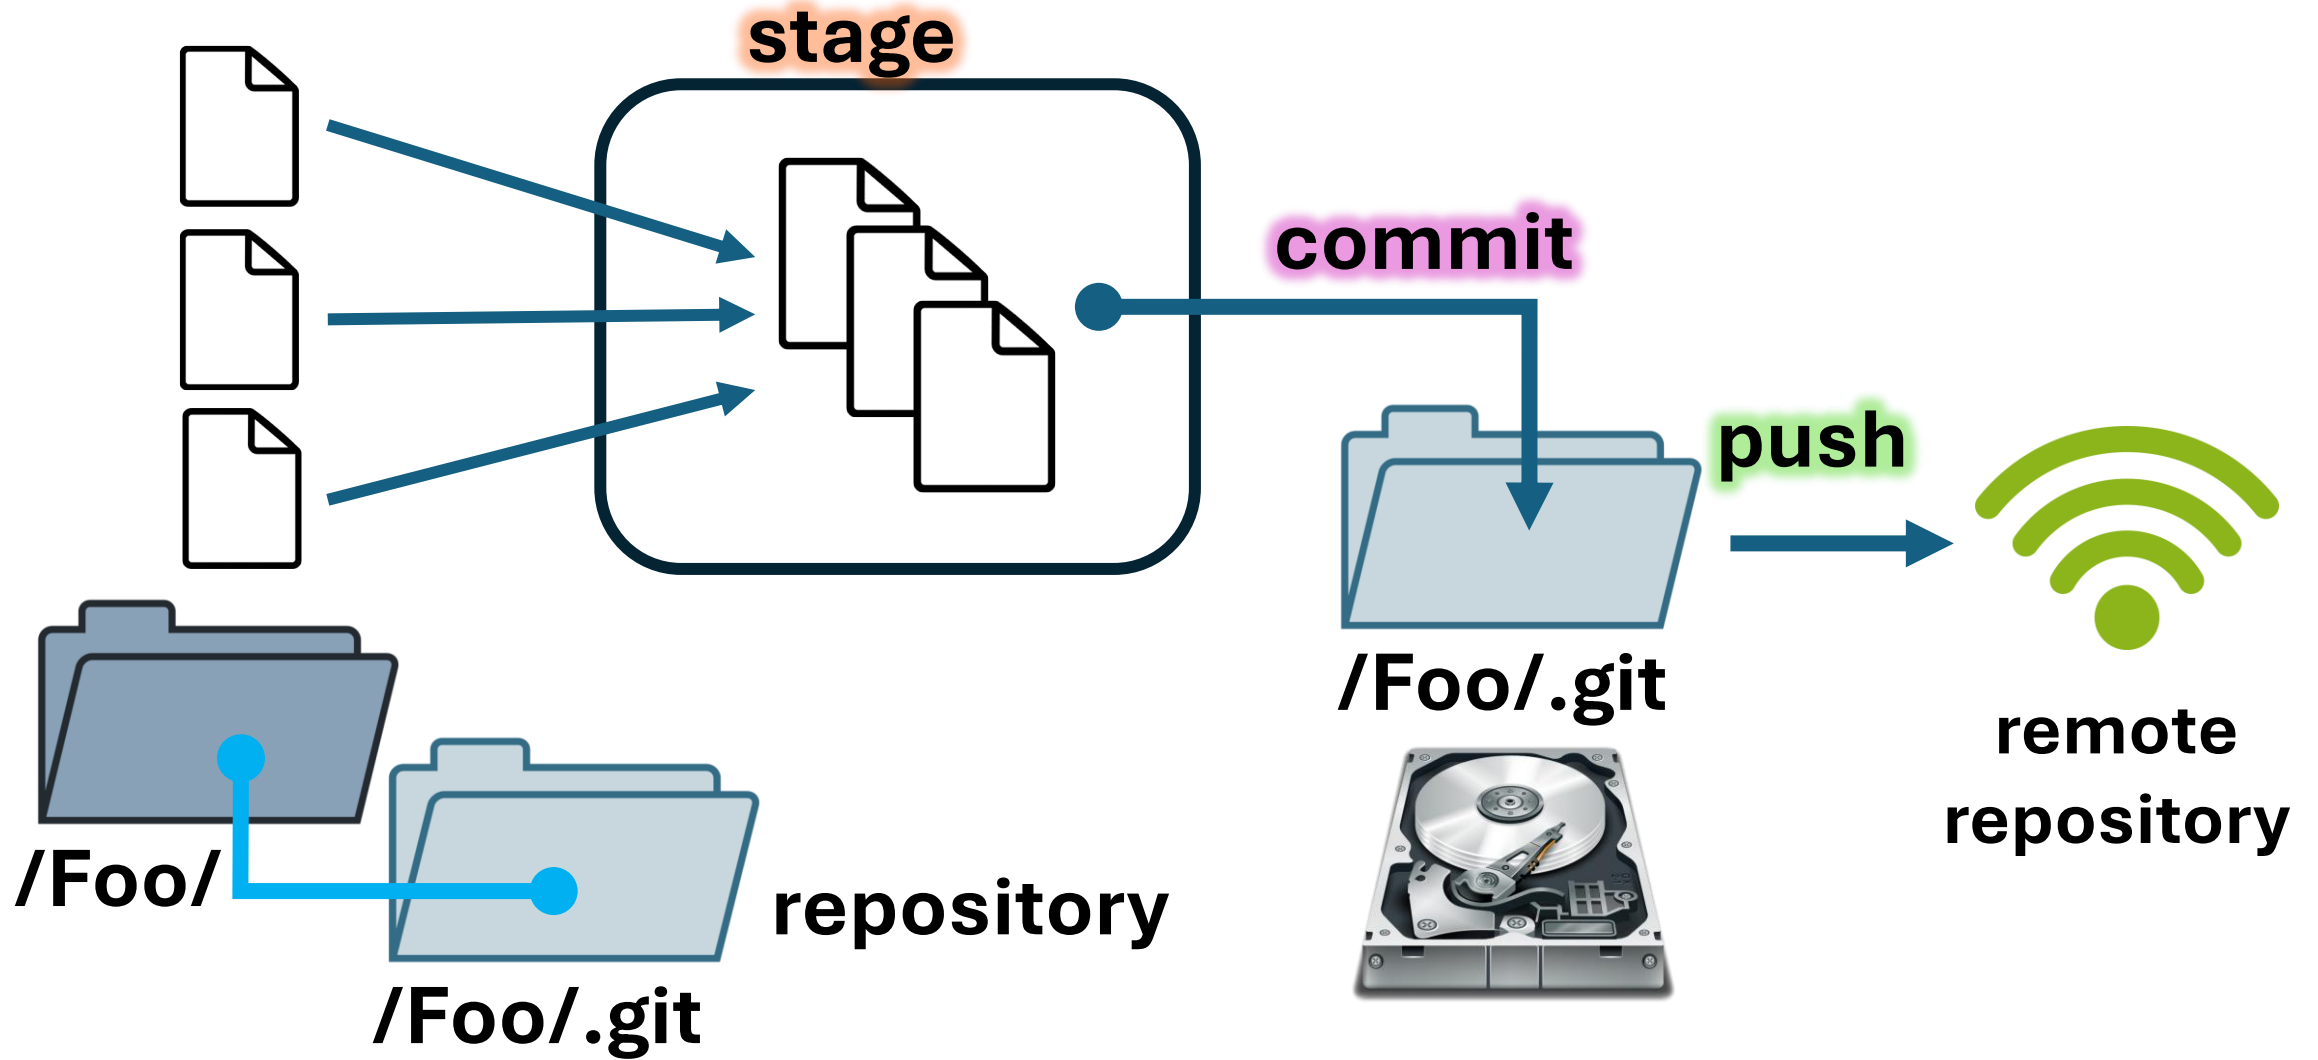 stage
commit
push
/Foo/.git
remote
repository
/Foo/
repository
/Foo/.git